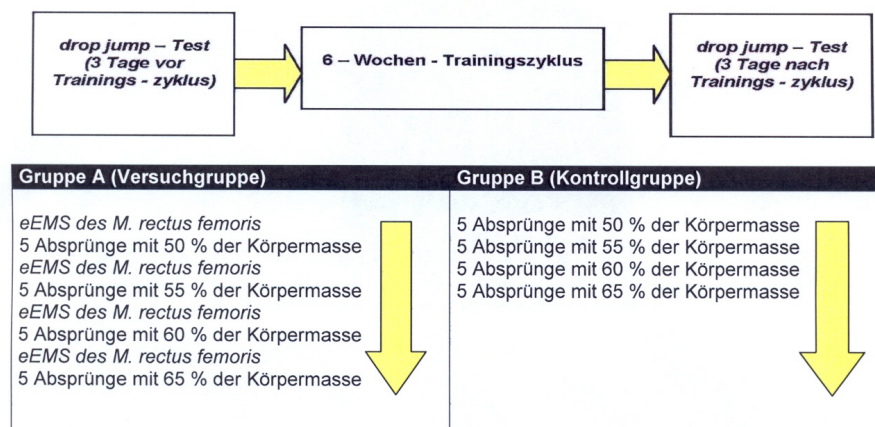 drop jump – Test
(3 Tage vor
Trainings - zyklus)
6 – Wochen - Trainingszyklus
drop jump – Test
(3 Tage nach
Trainings - zyklus)
Gruppe A (Versuchgruppe)
eEMS des M. rectus femoris
5 Absprünge mit 50 % der Körpermasse
eEMS des M. rectus femoris
5 Absprünge mit 55 % der Körpermasse
eEMS des M. rectus femoris
5 Absprünge mit 60 % der Körpermasse
eEMS des M. rectus femoris
5 Absprünge mit 65 % der Körpermasse
Gruppe B (Kontrollgruppe)
5 Absprünge mit 50 % der Körpermasse
5 Absprünge mit 55 % der Körpermasse
5 Absprünge mit 60 % der Körpermasse
5 Absprünge mit 65 % der Körpermasse